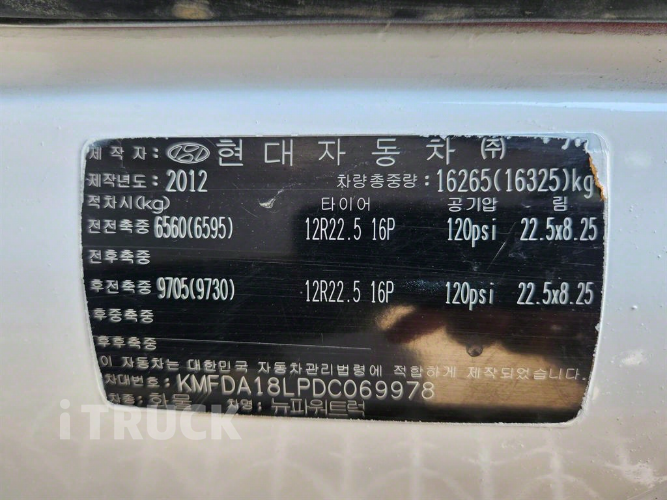 제 작 자 : 현 대 자 동 차 ㈜
제작년도 : 2012 차량총중량 : 16265(16325)kg
적차시(kg) 타이어 공기압 림
전전축중 6560(6595) 12R22.5 16P 120psi 22.5x8.25
전후축중
후전축중 9705(9730) 12R22.5 16P 120psi 22.5x8.25
후중축중
후후축중
이 자동차는 대한민국 자동차관리법령에 적합하게 제작되었습니다.
차대번호 : KMFDA18LPDC069978
차종 : 화물 차명 : 뉴파워트럭
iTRUCK